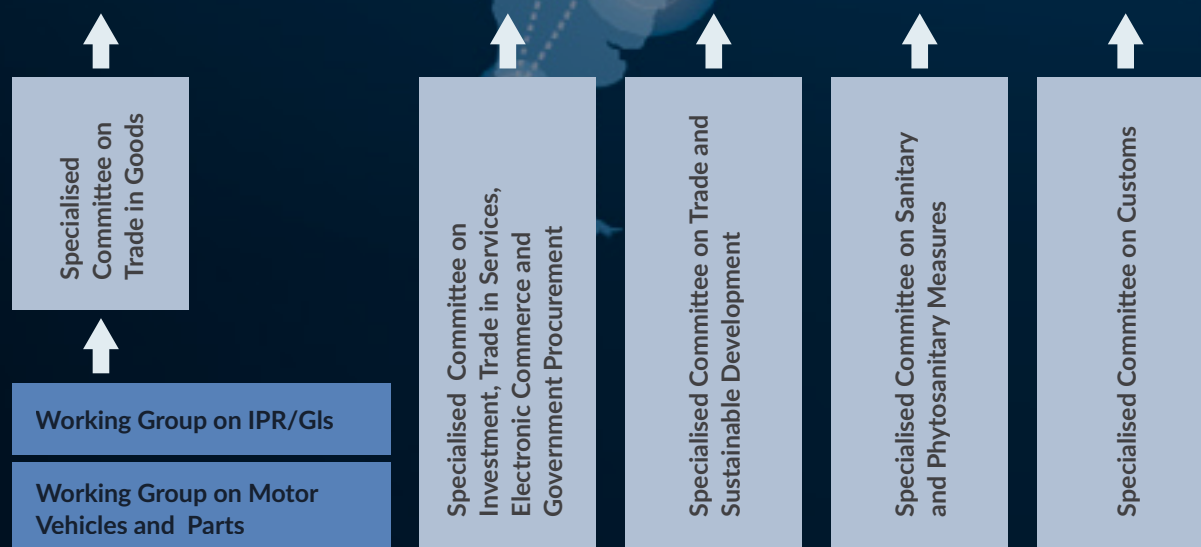 Specialised
Committee on
Trade in Goods
Working Group on IPR/GIs
Working Group on Motor
Vehicles and Parts
Specialised Committee on
Investment, Trade in Services,
Electronic Commerce and
Government Procurement
Specialised Committee on Trade and
Sustainable Development
Specialised Committee on Sanitary
and Phytosanitary Measures
Specialised Committee on Customs